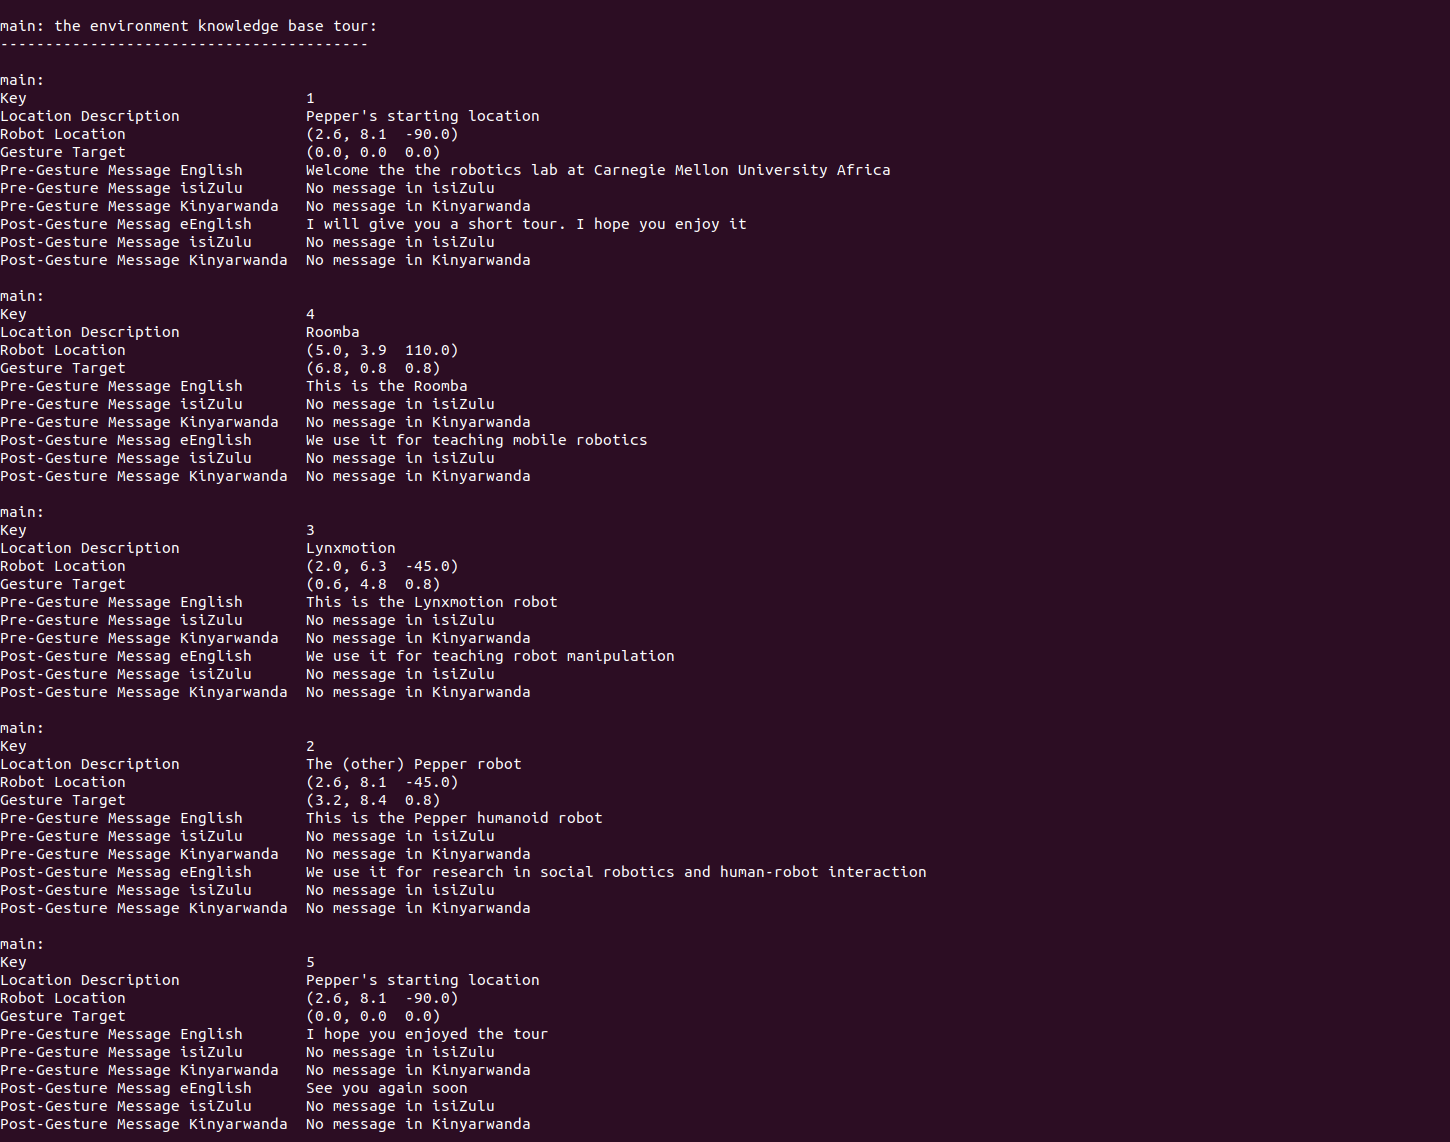 main: the environment knowledge base tour:
-----------------------------------------
main:
Key                               1
Location Description              Pepper's starting location
Robot Location                    (2.6, 8.1  -90.0)
Gesture Target                    (0.0, 0.0  0.0)
Pre-Gesture Message English       Welcome the the robotics lab at Carnegie Mellon University Africa
Pre-Gesture Message isiZulu       No message in isiZulu
Pre-Gesture Message Kinyarwanda   No message in Kinyarwanda
Post-Gesture Messag eEnglish      I will give you a short tour. I hope you enjoy it
Post-Gesture Message isiZulu      No message in isiZulu
Post-Gesture Message Kinyarwanda  No message in Kinyarwanda
main:
Key                               4
Location Description              Roomba
Robot Location                    (5.0, 3.9  110.0)
Gesture Target                    (6.8, 0.8  0.8)
Pre-Gesture Message English       This is the Roomba
Pre-Gesture Message isiZulu       No message in isiZulu
Pre-Gesture Message Kinyarwanda   No message in Kinyarwanda
Post-Gesture Messag eEnglish      We use it for teaching mobile robotics
Post-Gesture Message isiZulu      No message in isiZulu
Post-Gesture Message Kinyarwanda  No message in Kinyarwanda
main:
Key                               3
Location Description              Lynxmotion
Robot Location                    (2.0, 6.3  -45.0)
Gesture Target                    (0.6, 4.8  0.8)
Pre-Gesture Message English       This is the Lynxmotion robot
Pre-Gesture Message isiZulu       No message in isiZulu
Pre-Gesture Message Kinyarwanda   No message in Kinyarwanda
Post-Gesture Messag eEnglish      We use it for teaching robot manipulation
Post-Gesture Message isiZulu      No message in isiZulu
Post-Gesture Message Kinyarwanda  No message in Kinyarwanda
main:
Key                               2
Location Description              The (other) Pepper robot
Robot Location                    (2.6, 8.1  -45.0)
Gesture Target                    (3.2, 8.4  0.8)
Pre-Gesture Message English       This is the Pepper humanoid robot
Pre-Gesture Message isiZulu       No message in isiZulu
Pre-Gesture Message Kinyarwanda   No message in Kinyarwanda
Post-Gesture Messag eEnglish      We use it for research in social robotics and human-robot interaction
Post-Gesture Message isiZulu      No message in isiZulu
Post-Gesture Message Kinyarwanda  No message in Kinyarwanda
main:
Key                               5
Location Description              Pepper's starting location
Robot Location                    (2.6, 8.1  -90.0)
Gesture Target                    (0.0, 0.0  0.0)
Pre-Gesture Message English       I hope you enjoyed the tour
Pre-Gesture Message isiZulu       No message in isiZulu
Pre-Gesture Message Kinyarwanda   No message in Kinyarwanda
Post-Gesture Messag eEnglish      See you again soon
Post-Gesture Message isiZulu      No message in isiZulu
Post-Gesture Message Kinyarwanda  No message in Kinyarwanda